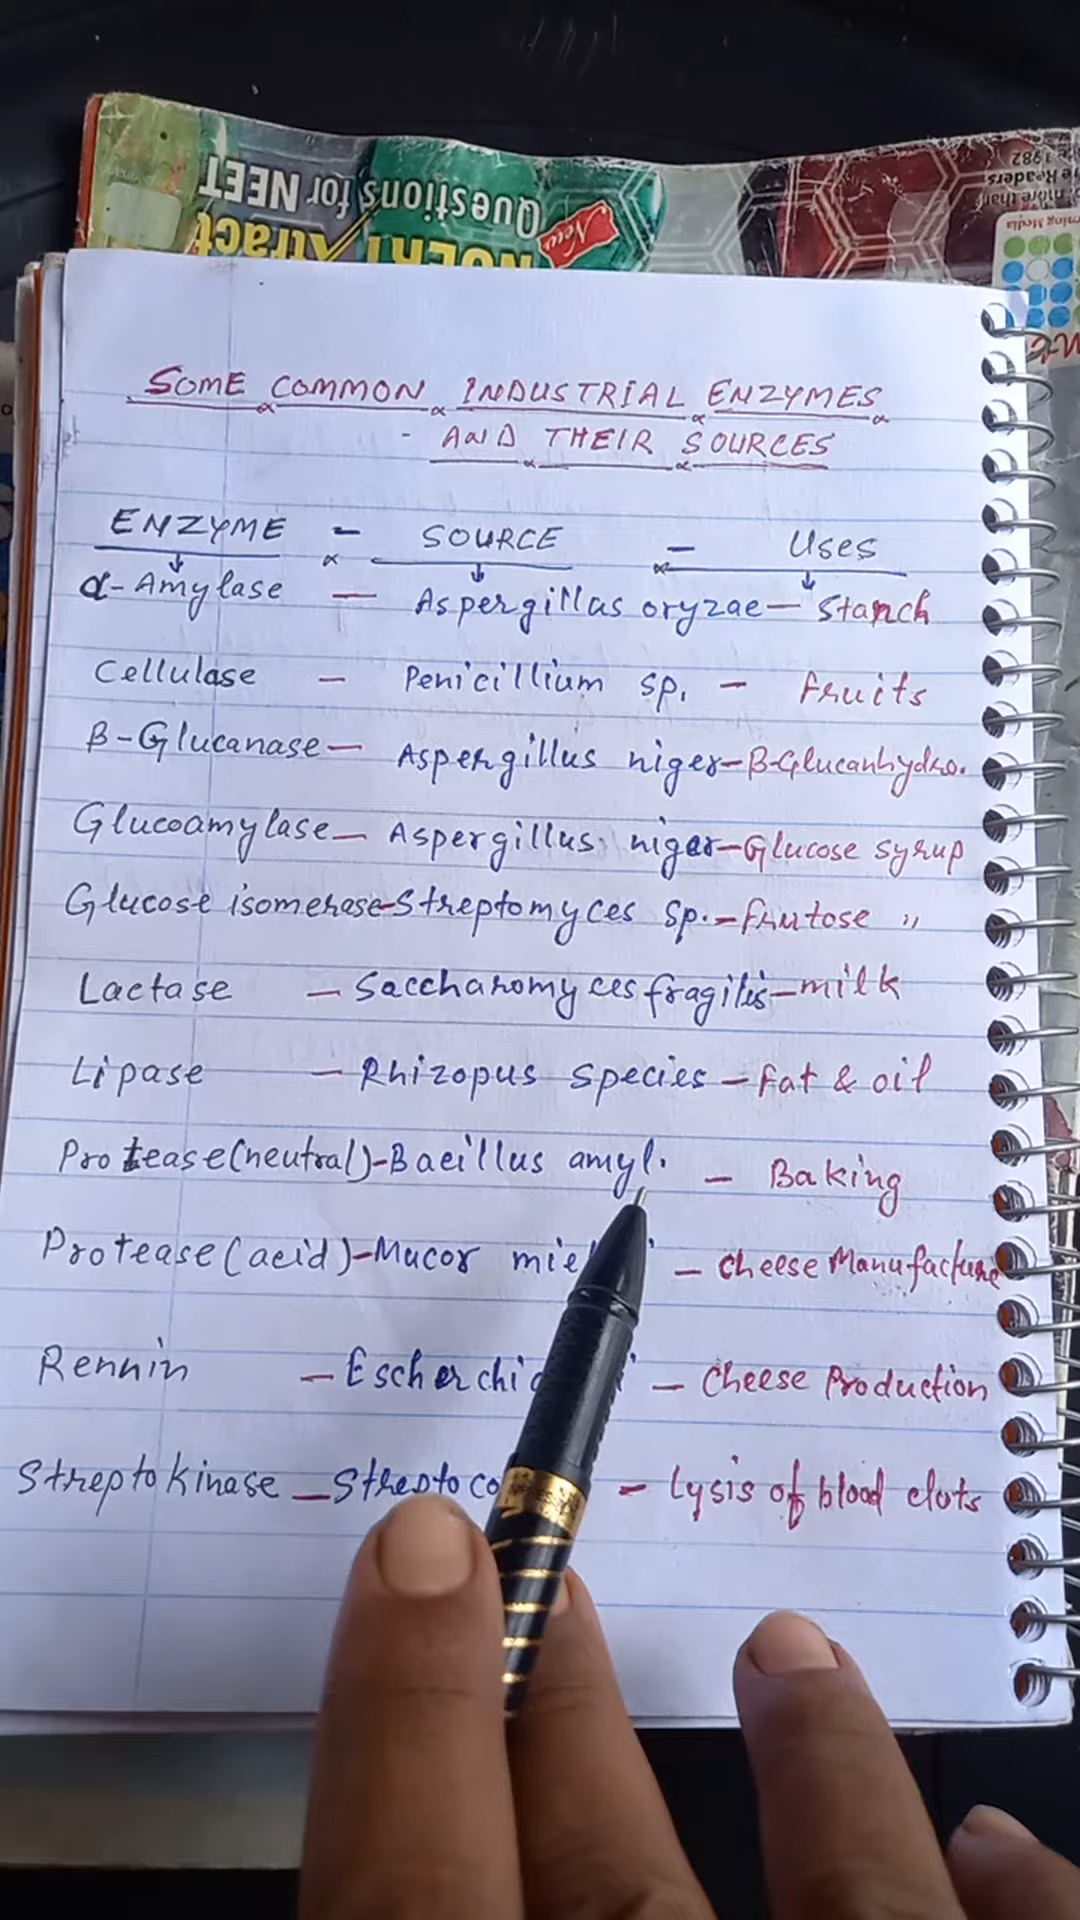 Questions for NEET
New
SOME COMMON INDUSTRIAL ENZYMES
- AND THEIR SOURCES
ENZYME - SOURCE - Uses
α-Amylase - Aspergillus oryzae - Starch
Cellulase - Penicillium sp. - fruits
β-Glucanase - Aspergillus niger - β-Glucanhydro.
Glucoamylase - Aspergillus niger - Glucose syrup
Glucose isomerase - Streptomyces sp. - frutose "
Lactase - Saccharomyces fragilis - milk
Lipase - Rhizopus species - fat & oil
Protease (neutral) - Bacillus amyl. - Baking
Protease (acid) - Mucor - Cheese Manufacture
Rennin - - Cheese Production
Streptokinase - - lysis of blood clots